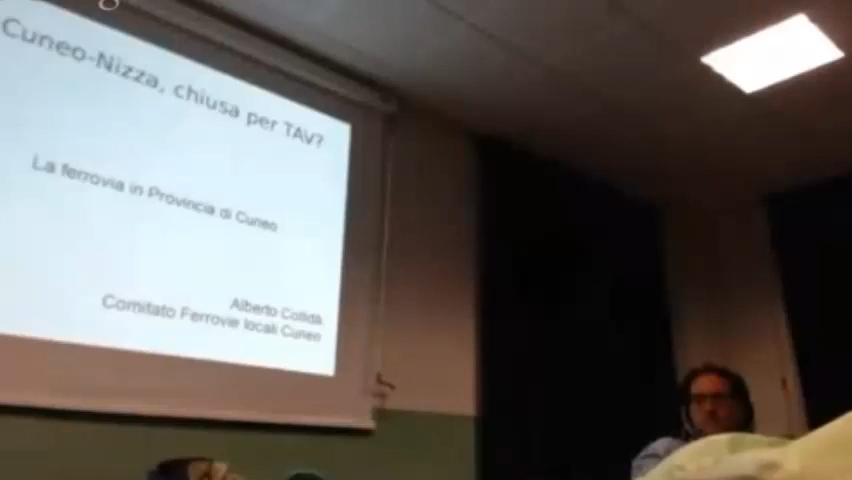 Cuneo-Nizza, chiusa per TAV?
La ferrovia in Provincia di Cuneo
Alberto Collidà
Comitato Ferrovie locali Cuneo